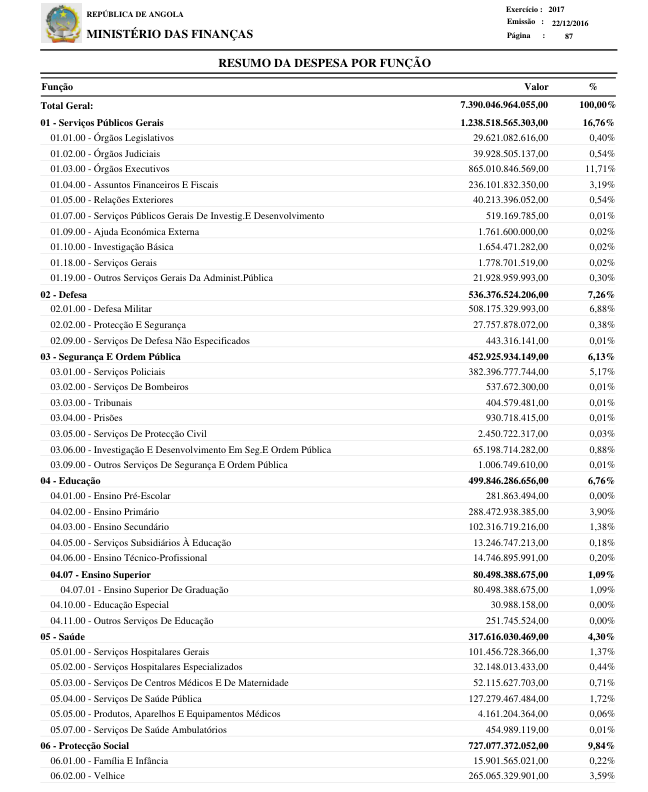 REPÚBLICA DE ANGOLA
MINISTÉRIO DAS FINANÇAS
Exercício : 2017
Emissão : 22/12/2016
Página : 87
RESUMO DA DESPESA POR FUNÇÃO
Função Valor %
Total Geral: 7.390.046.964.055,00 100,00%
01 - Serviços Públicos Gerais 1.238.518.565.303,00 16,76%
01.01.00 - Órgãos Legislativos 29.621.082.616,00 0,40%
01.02.00 - Órgãos Judiciais 39.928.505.137,00 0,54%
01.03.00 - Órgãos Executivos 865.010.846.569,00 11,71%
01.04.00 - Assuntos Financeiros E Fiscais 236.101.832.350,00 3,19%
01.05.00 - Relações Exteriores 40.213.396.052,00 0,54%
01.07.00 - Serviços Públicos Gerais De Investig.E Desenvolvimento 519.169.785,00 0,01%
01.09.00 - Ajuda Económica Externa 1.761.600.000,00 0,02%
01.10.00 - Investigação Básica 1.654.471.282,00 0,02%
01.18.00 - Serviços Gerais 1.778.701.519,00 0,02%
01.19.00 - Outros Serviços Gerais Da Administ.Pública 21.928.959.993,00 0,30%
02 - Defesa 536.376.524.206,00 7,26%
02.01.00 - Defesa Militar 508.175.329.993,00 6,88%
02.02.00 - Protecção E Segurança 27.757.878.072,00 0,38%
02.09.00 - Serviços De Defesa Não Especificados 443.316.141,00 0,01%
03 - Segurança E Ordem Pública 452.925.934.149,00 6,13%
03.01.00 - Serviços Policiais 382.396.777.744,00 5,17%
03.02.00 - Serviços De Bombeiros 537.672.300,00 0,01%
03.03.00 - Tribunais 404.579.481,00 0,01%
03.04.00 - Prisões 930.718.415,00 0,01%
03.05.00 - Serviços De Protecção Civil 2.450.722.317,00 0,03%
03.06.00 - Investigação E Desenvolvimento Em Seg.E Ordem Pública 65.198.714.282,00 0,88%
03.09.00 - Outros Serviços De Segurança E Ordem Pública 1.006.749.610,00 0,01%
04 - Educação 499.846.286.656,00 6,76%
04.01.00 - Ensino Pré-Escolar 281.863.494,00 0,00%
04.02.00 - Ensino Primário 288.472.938.385,00 3,90%
04.03.00 - Ensino Secundário 102.316.719.216,00 1,38%
04.05.00 - Serviços Subsidiários À Educação 13.246.747.213,00 0,18%
04.06.00 - Ensino Técnico-Profissional 14.746.895.991,00 0,20%
04.07 - Ensino Superior 80.498.388.675,00 1,09%
04.07.01 - Ensino Superior De Graduação 80.498.388.675,00 1,09%
04.10.00 - Educação Especial 30.988.158,00 0,00%
04.11.00 - Outros Serviços De Educação 251.745.524,00 0,00%
05 - Saúde 317.616.030.469,00 4,30%
05.01.00 - Serviços Hospitalares Gerais 101.456.728.366,00 1,37%
05.02.00 - Serviços Hospitalares Especializados 32.148.013.433,00 0,44%
05.03.00 - Serviços De Centros Médicos E De Maternidade 52.115.627.703,00 0,71%
05.04.00 - Serviços De Saúde Pública 127.279.467.484,00 1,72%
05.05.00 - Produtos, Aparelhos E Equipamentos Médicos 4.161.204.364,00 0,06%
05.07.00 - Serviços De Saúde Ambulatórios 454.989.119,00 0,01%
06 - Protecção Social 727.077.372.052,00 9,84%
06.01.00 - Família E Infância 15.901.565.021,00 0,22%
06.02.00 - Velhice 265.065.329.901,00 3,59%